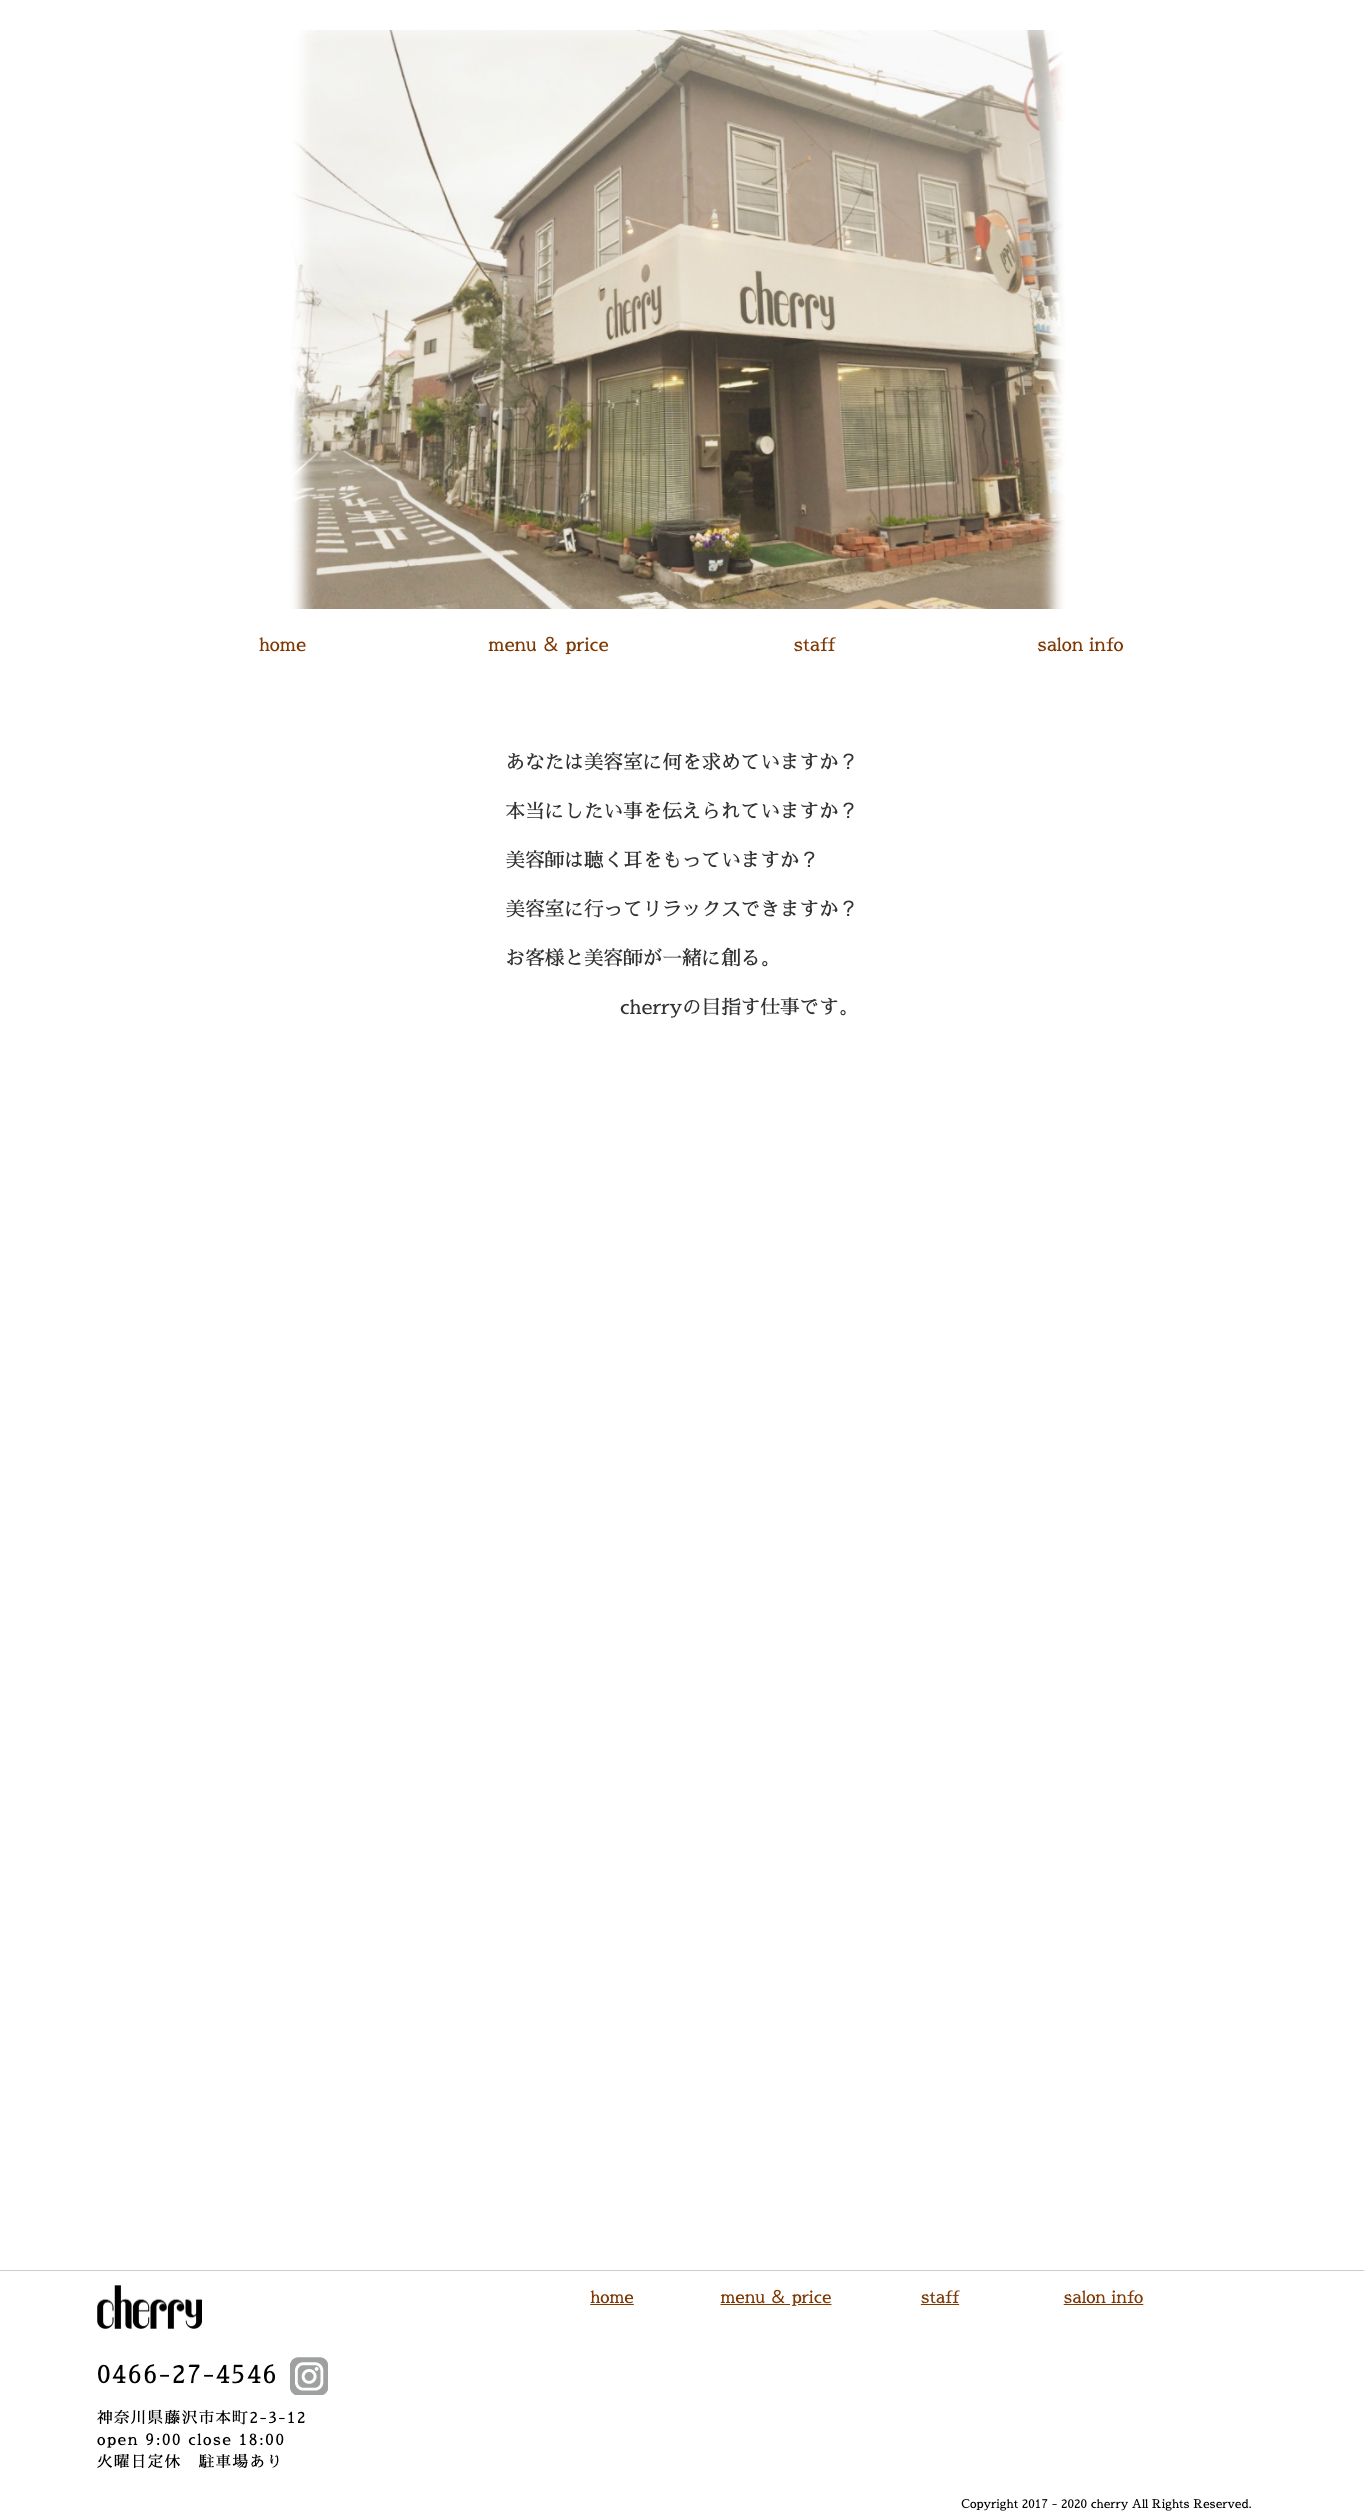 cherry
cherry
home
menu & price
staff
salon info
あなたは美容室に何を求めていますか？
本当にしたい事を伝えられていますか？
美容師は聴く耳をもっていますか？
美容室に行ってリラックスできますか？
お客様と美容師が一緒に創る。
cherryの目指す仕事です。
cherry
home
menu & price
staff
salon info
0466-27-4546
神奈川県藤沢市本町2-3-12
open 9:00 close 18:00
火曜日定休　駐車場あり
Copyright 2017 - 2020 cherry All Rights Reserved.